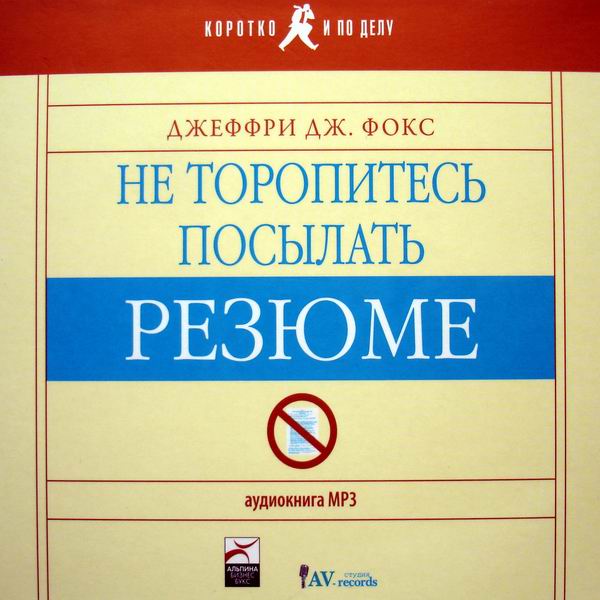 КОРОТКО И ПО ДЕЛУ
ДЖЕФФРИ ДЖ. ФОКС
НЕ ТОРОПИТЕСЬ
ПОСЫЛАТЬ
РЕЗЮМЕ
аудиокнига MP3
АЛЬПИНА
БИЗНЕС
БУКС
студия
AV-records